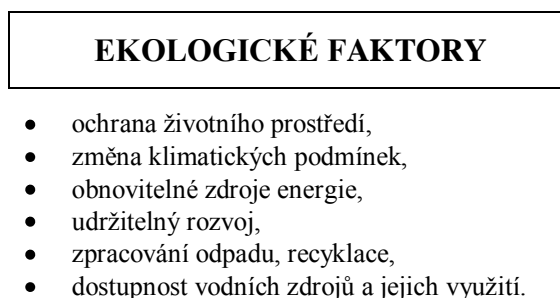 EKOLOGICKÉ FAKTORY
• ochrana životního prostředí,
• změna klimatických podmínek,
• obnovitelné zdroje energie,
• udržitelný rozvoj,
• zpracování odpadu, recyklace,
• dostupnost vodních zdrojů a jejich využití.